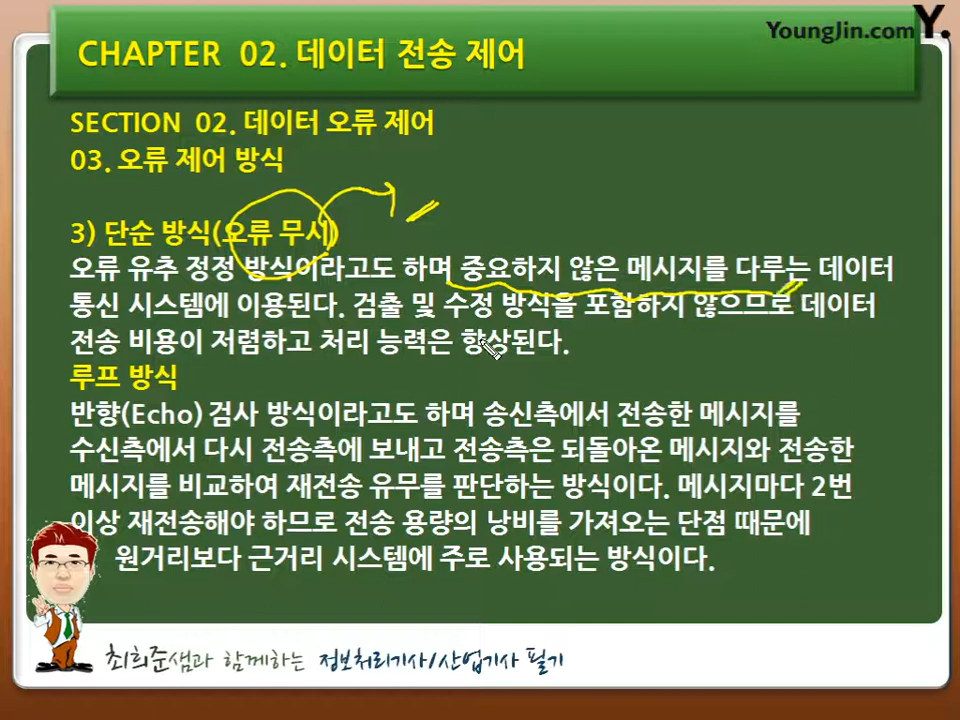 YoungJin.com Y.
CHAPTER 02. 데이터 전송 제어
SECTION 02. 데이터 오류 제어
03. 오류 제어 방식
3) 단순 방식(오류 무시)
오류 유추 정정 방식이라고도 하며 중요하지 않은 메시지를 다루는 데이터
통신 시스템에 이용된다. 검출 및 수정 방식을 포함하지 않으므로 데이터
전송 비용이 저렴하고 처리 능력은 향상된다.
루프 방식
반향(Echo) 검사 방식이라고도 하며 송신측에서 전송한 메시지를
수신측에서 다시 전송측에 보내고 전송측은 되돌아온 메시지와 전송한
메시지를 비교하여 재전송 유무를 판단하는 방식이다. 메시지마다 2번
이상 재전송해야 하므로 전송 용량의 낭비를 가져오는 단점 때문에
원거리보다 근거리 시스템에 주로 사용되는 방식이다.
최희준샘과 함께하는 정보처리기사/산업기사 필기